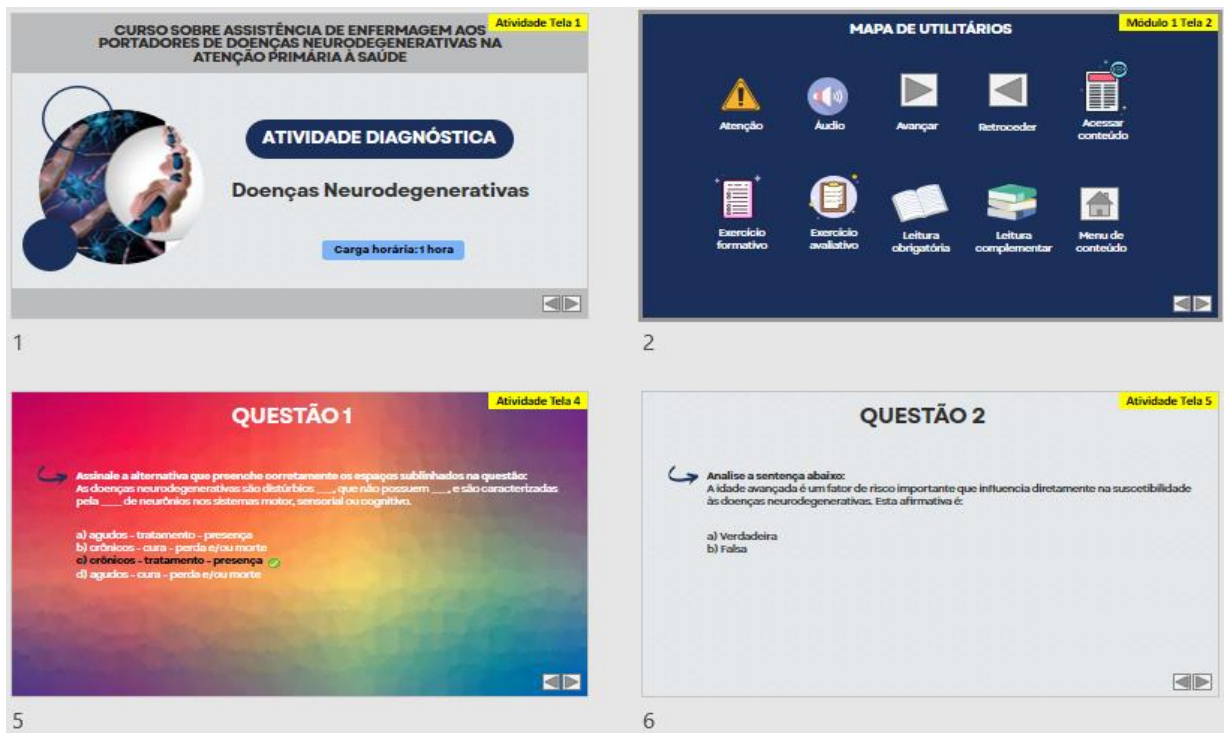 Atividade Tela 1
CURSO SOBRE ASSISTÊNCIA DE ENFERMAGEM AOS
PORTADORES DE DOENÇAS NEURODEGENERATIVAS NA
ATENÇÃO PRIMÁRIA À SAÚDE
ATIVIDADE DIAGNÓSTICA
Doenças Neurodegenerativas
Carga horária: 1 hora
1
Módulo 1 Tela 2
MAPA DE UTILITÁRIOS
Atenção
Áudio
Avançar
Retroceder
Acessar
conteúdo
Exercício
formativo
Exercício
avaliativo
Leitura
obrigatória
Leitura
complementar
Menu de
conteúdo
2
Atividade Tela 4
QUESTÃO 1
Assinale a alternativa que preenche corretamente os espaços sublinhados na questão:
As doenças neurodegenerativas são distúrbios ___, que não possuem ___, e são caracterizadas
pela ___ de neurônios nos sistemas motor, sensorial ou cognitivo.
a) agudos - tratamento - presença
b) crônicos - cura - perda e/ou morte
c) crônicos - tratamento - presença
d) agudos - cura - perda e/ou morte
5
Atividade Tela 5
QUESTÃO 2
Analise a sentença abaixo:
A idade avançada é um fator de risco importante que influencia diretamente na suscetibilidade
às doenças neurodegenerativas. Esta afirmativa é:
a) Verdadeira
b) Falsa
6